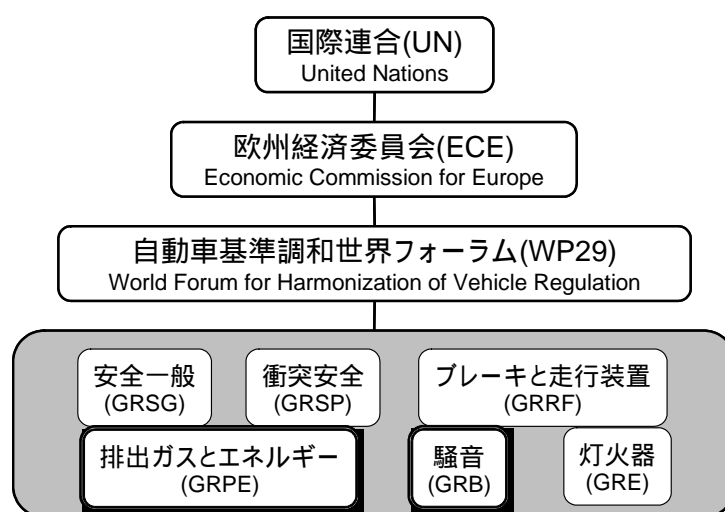 国際連合(UN)
United Nations
欧州経済委員会(ECE)
Economic Commission for Europe
自動車基準調和世界フォーラム(WP29)
World Forum for Harmonization of Vehicle Regulation
安全一般
(GRSG)
衝突安全
(GRSP)
ブレーキと走行装置
(GRRF)
排出ガスとエネルギー
(GRPE)
騒音
(GRB)
灯火器
(GRE)